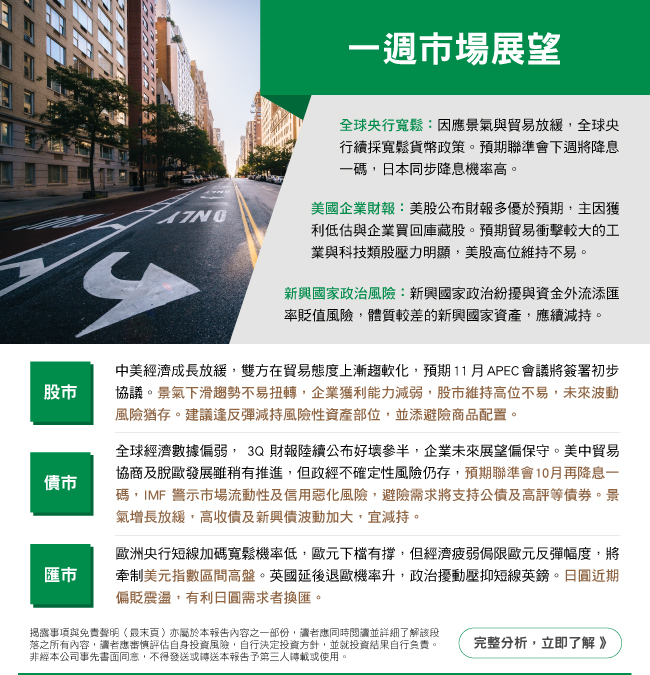 一週市場展望
全球央行寬鬆：因應景氣與貿易放緩，全球央
行續採寬鬆貨幣政策。預期聯準會下週將降息
一碼，日本同步降息機率高。
美國企業財報：美股公布財報多優於預期，主因獲
利低估與企業買回庫藏股。預期貿易衝擊較大的工
業與科技類股壓力明顯，美股高位維持不易。
新興國家政治風險：新興國家政治紛擾與資金外流添匯
率貶值風險，體質較差的新興國家資產，應續減持。
ONLY
股市
中美經濟成長放緩，雙方在貿易態度上漸趨軟化，預期 11 月 APEC 會議將簽署初步
協議。景氣下滑趨勢不易扭轉，企業獲利能力減弱，股市維持高位不易，未來波動
風險猶存。建議逢反彈減持風險性資產部位，並添避險商品配置。
債市
全球經濟數據偏弱， 3Q 財報陸續公布好壞參半，企業未來展望偏保守。美中貿易
協商及脫歐發展雖稍有推進，但政經不確定性風險仍存，預期聯準會10月再降息一
碼，IMF 警示市場流動性及信用惡化風險，避險需求將支持公債及高評等債券。景
氣增長放緩，高收債及新興債波動加大，宜減持。
匯市
歐洲央行短線加碼寬鬆機率低，歐元下檔有撐，但經濟疲弱侷限歐元反彈幅度，將
牽制美元指數區間高盤。英國延後退歐機率升，政治擾動壓抑短線英鎊。日圓近期
偏貶震盪，有利日圓需求者換匯。
揭露事項與免責聲明（最末頁）亦屬於本報告內容之一部份，讀者應同時閱讀並詳細了解該段
落之所有內容，讀者應審慎評估自身投資風險，自行決定投資方針，並就投資結果自行負責。
非經本公司事先書面同意，不得發送或轉送本報告予第三人轉載或使用。
完整分析，立即了解 》